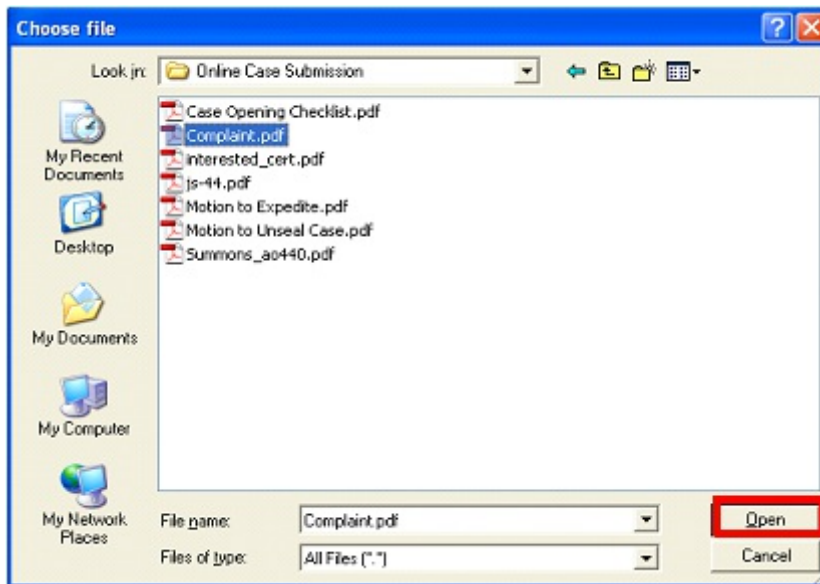 Choose file
Look in:
Online Case Submission
My Recent
Documents
Desktop
My Documents
My Computer
My Network
Places
Case Opening Checklist.pdf
Complaint.pdf
interested_cert.pdf
js-44.pdf
Motion to Expedite.pdf
Motion to Unseal Case.pdf
Summons_ao440.pdf
File name:
Complaint.pdf
Open
Files of type:
All Files (".")
Cancel